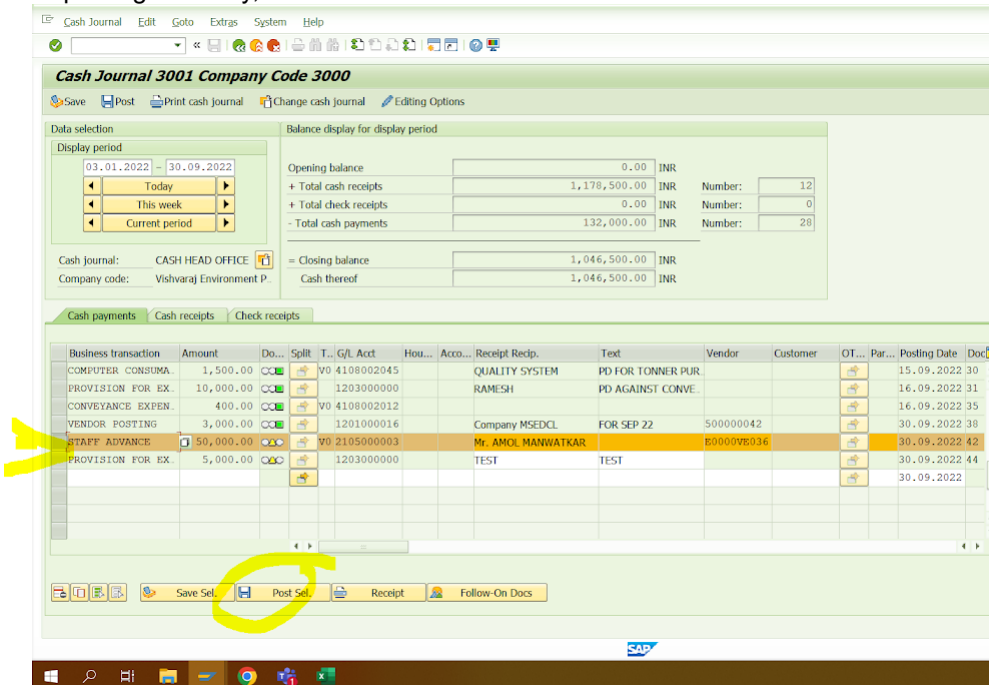 Cash Journal Edit Goto Extras System Help
Cash Journal 3001 Company Code 3000
Save Post Print cash journal Change cash journal Editing Options
Data selection Balance display for display period
Display period
03.01.2022 – 30.09.2022 Opening balance 0.00 INR
Today + Total cash receipts 1,178,500.00 INR Number: 12
This week + Total check receipts 0.00 INR Number: 0
Current period - Total cash payments 132,000.00 INR Number: 28
Cash journal: CASH HEAD OFFICE = Closing balance 1,046,500.00 INR
Company code: Vishvaraj Environment P.. Cash thereof 1,046,500.00 INR
Cash payments Cash receipts Check receipts
Business transaction Amount Do... Split T.. G/L Acct Hou... Acco... Receipt Recip. Text Vendor Customer OT... Par... Posting Date Doc
COMPUTER CONSUMA.. 1,500.00 V0 4108002045 QUALITY SYSTEM PD FOR TONNER PUR.. 15.09.2022 30
PROVISION FOR EX.. 10,000.00 1203000000 RAMESH PD AGAINST CONVE.. 16.09.2022 31
CONVEYANCE EXPEN.. 400.00 V0 4108002012 16.09.2022 35
VENDOR POSTING 3,000.00 1201000016 Company MSEDCL FOR SEP 22 500000042 30.09.2022 38
STAFF ADVANCE 50,000.00 V0 2105000003 Mr. AMOL MANWATKAR E0000VE036 30.09.2022 42
PROVISION FOR EX.. 5,000.00 1203000000 TEST TEST 30.09.2022 44
30.09.2022
Save Sel. Post Sel. Receipt Follow-On Docs
SAP